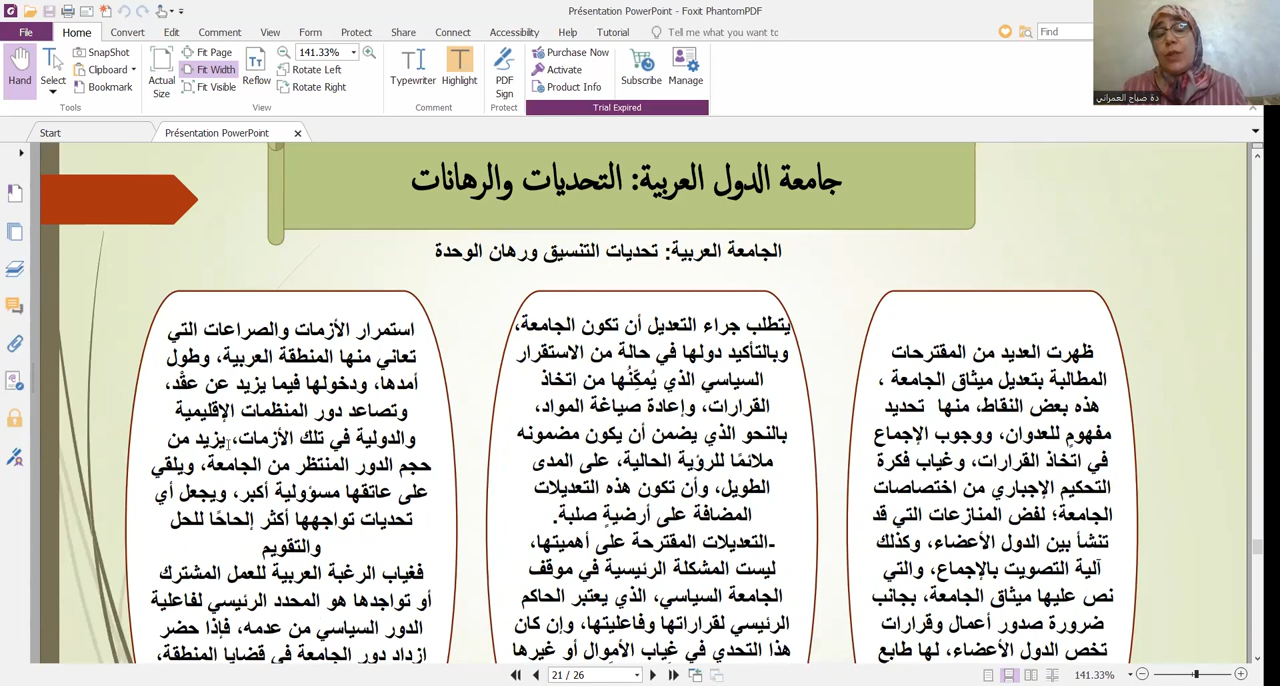 Présentation PowerPoint - Foxit PhantomPDF
File
Home
Convert
Edit
Comment
View
Form
Protect
Share
Connect
Accessibility
Help
Tutorial
Tell me what you want tc
Find
SnapShot
Clipboard
Bookmark
Hand
Select
Tools
Actual Size
Fit Page
Fit Width
Fit Visible
Reflow
141.33%
Rotate Left
Rotate Right
View
Typewriter
Highlight
Comment
PDF Sign
Protect
Purchase Now
Activate
Product Info
Subscribe
Manage
Trial Expired
دة صباح العمراني
Start
Présentation PowerPoint
جامعة الدول العربية: التحديات والرهانات
الجامعة العربية: تحديات التنسيق ورهان الوحدة
ظهرت العديد من المقترحات
المطالبة بتعديل ميثاق الجامعة ،
هذه بعض النقاط، منها تحديد
مفهومٍ للعدوان، ووجوب الإجماع
في اتخاذ القرارات، وغياب فكرة
التحكيم الإجباري من اختصاصات
الجامعة؛ لفض المنازعات التي قد
تنشأ بين الدول الأعضاء، وكذلك
آلية التصويت بالإجماع، والتي
نص عليها ميثاق الجامعة، بجانب
ضرورة صدور أعمال وقرارات
تخص الدول الأعضاء، لها طابع
يتطلب جراء التعديل أن تكون الجامعة،
وبالتأكيد دولها في حالة من الاستقرار
السياسي الذي يُمكِّنُها من اتخاذ
القرارات، وإعادة صياغة المواد،
بالنحو الذي يضمن أن يكون مضمونه
ملائمًا للرؤية الحالية، على المدى
الطويل، وأن تكون هذه التعديلات
المضافة على أرضيةٍ صلبة.
-التعديلات المقترحة على أهميتها،
ليست المشكلة الرئيسية في موقف
الجامعة السياسي، الذي يعتبر الحاكم
الرئيسي لقراراتها وفاعليتها، وإن كان
هذا التحدي في غياب الأموال أو غيرها
استمرار الأزمات والصراعات التي
تعاني منها المنطقة العربية، وطول
أمدها، ودخولها فيما يزيد عن عقْد،
وتصاعد دور المنظمات الإقليمية
والدولية في تلك الأزمات، يزيد من
حجم الدور المنتظر من الجامعة، ويلقي
على عاتقها مسؤولية أكبر، ويجعل أي
تحديات تواجهها أكثر إلحاحًا للحل
والتقويم
فغياب الرغبة العربية للعمل المشترك
أو تواجدها هو المحدد الرئيسي لفاعلية
الدور السياسي من عدمه، فإذا حضر
ازداد دور الجامعة في قضايا المنطقة،
21 / 26
141.33%